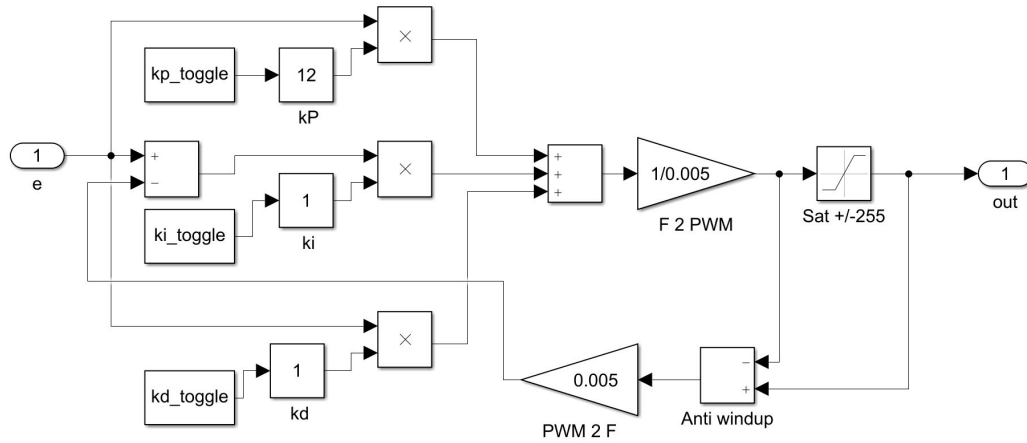 ×
kp_toggle
12
kP
1
e
+
−
×
ki_toggle
1
ki
+
+
+
1/0.005
F 2 PWM
Sat +/-255
1
out
×
kd_toggle
1
kd
0.005
PWM 2 F
−
+
Anti windup